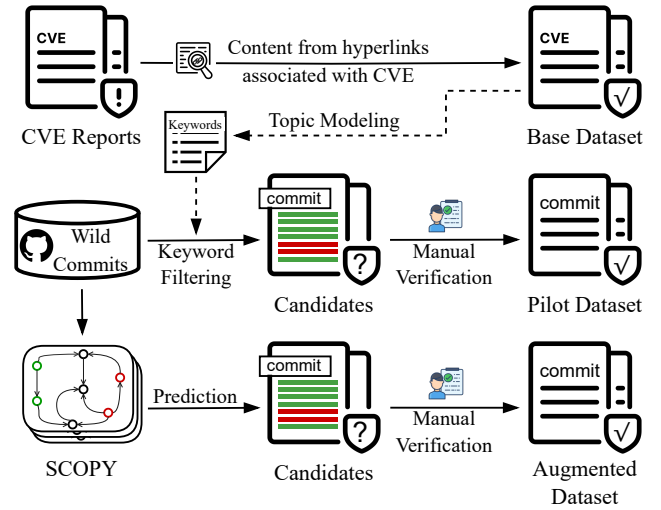 CVE
Content from hyperlinks
associated with CVE
CVE
!
√
CVE Reports
Keywords
Topic Modeling
Base Dataset
Wild
Commits
Keyword
Filtering
commit
?
Candidates
Manual
Verification
commit
√
Pilot Dataset
SCOPY
Prediction
commit
?
Candidates
Manual
Verification
commit
√
Augmented
Dataset